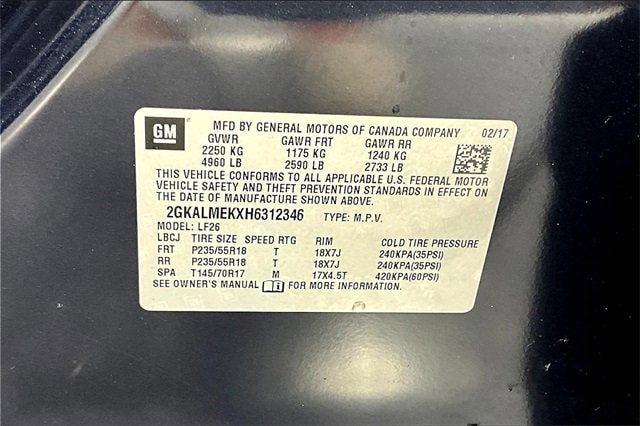 GM
MFD BY GENERAL MOTORS OF CANADA COMPANY 02/17
GVWR GAWR FRT GAWR RR
2250 KG 1175 KG 1240 KG
4960 LB 2590 LB 2733 LB
THIS VEHICLE CONFORMS TO ALL APPLICABLE U.S. FEDERAL MOTOR
VEHICLE SAFETY AND THEFT PREVENTION STANDARDS IN EFFECT ON
THE DATE OF MANUFACTURE SHOWN ABOVE.
2GKALMEKXH6312346 TYPE: M.P.V.
MODEL: LF26
LBCJ TIRE SIZE SPEED RTG RIM COLD TIRE PRESSURE
FRT P235/55R18 T 18X7J 240KPA(35PSI)
RR P235/55R18 T 18X7J 240KPA(35PSI)
SPA T145/70R17 M 17X4.5T 420KPA(60PSI)
SEE OWNER'S MANUAL FOR MORE INFORMATION.